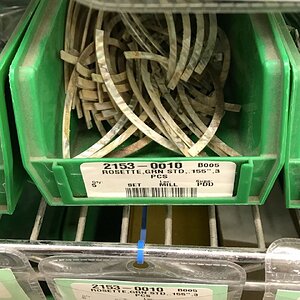 2153-0010 B005
ROSETTE,GRN STD,.155",3
PCS
SET MILL PDD
2153-0010 B005
ROSETTE,GRN STD,.155",3
PCS